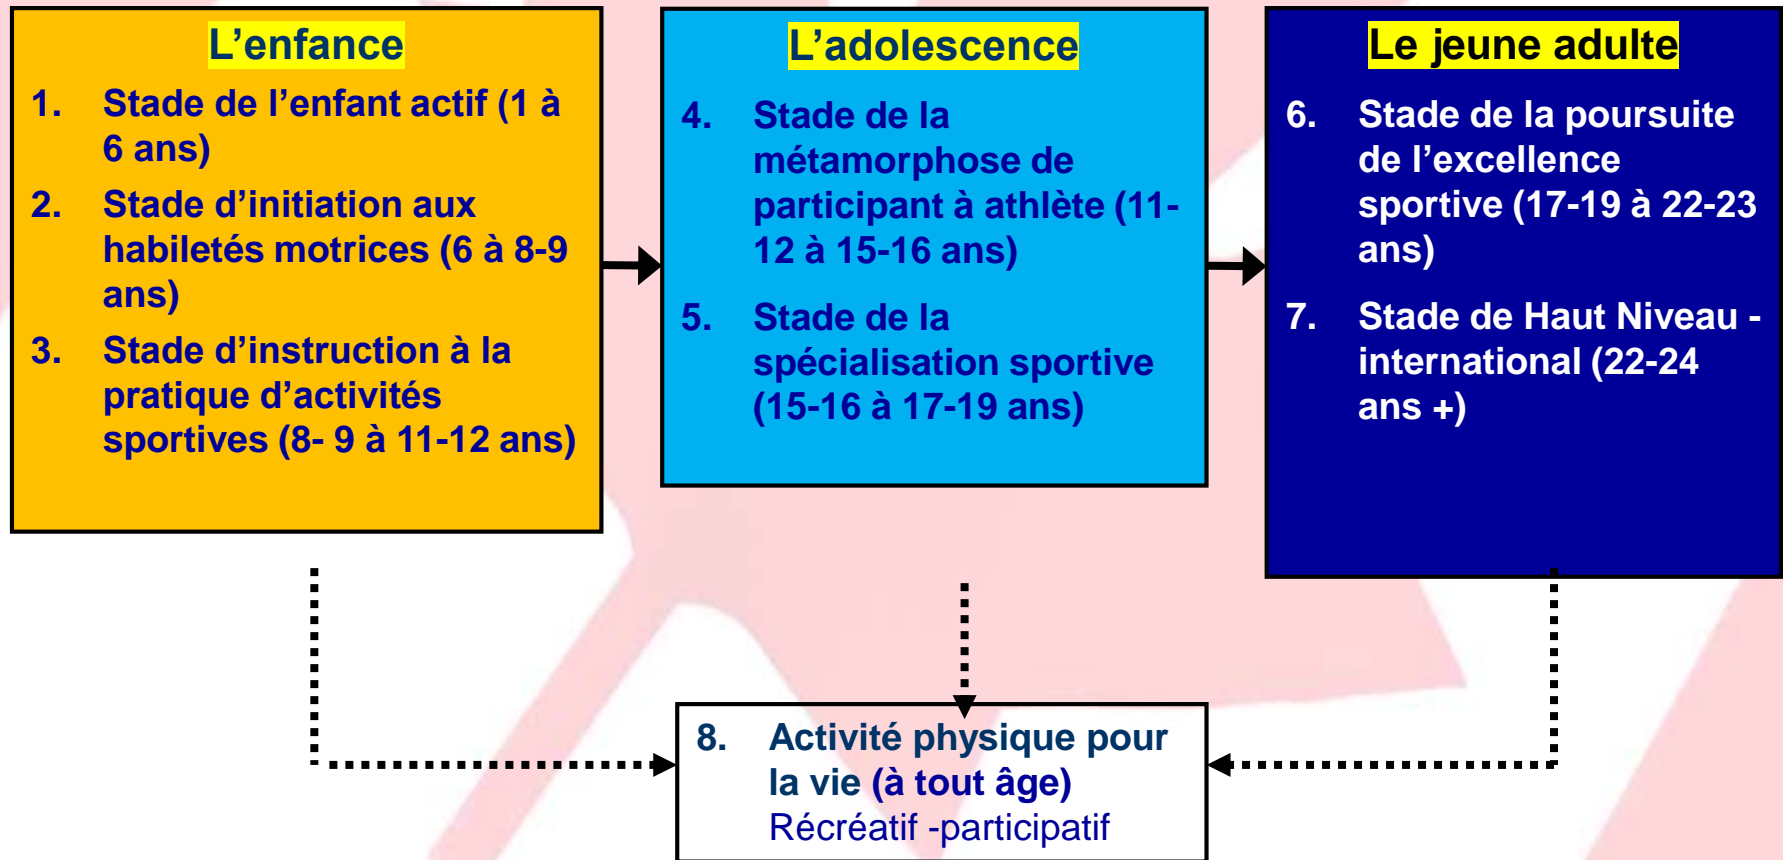 L’enfance
1. Stade de l’enfant actif (1 à
6 ans)
2. Stade d’initiation aux
habiletés motrices (6 à 8-9
ans)
3. Stade d’instruction à la
pratique d’activités
sportives (8- 9 à 11-12 ans)
L’adolescence
4. Stade de la
métamorphose de
participant à athlète (11-
12 à 15-16 ans)
5. Stade de la
spécialisation sportive
(15-16 à 17-19 ans)
Le jeune adulte
6. Stade de la poursuite
de l’excellence
sportive (17-19 à 22-23
ans)
7. Stade de Haut Niveau -
international (22-24
ans +)
8. Activité physique pour
la vie (à tout âge)
Récréatif -participatif